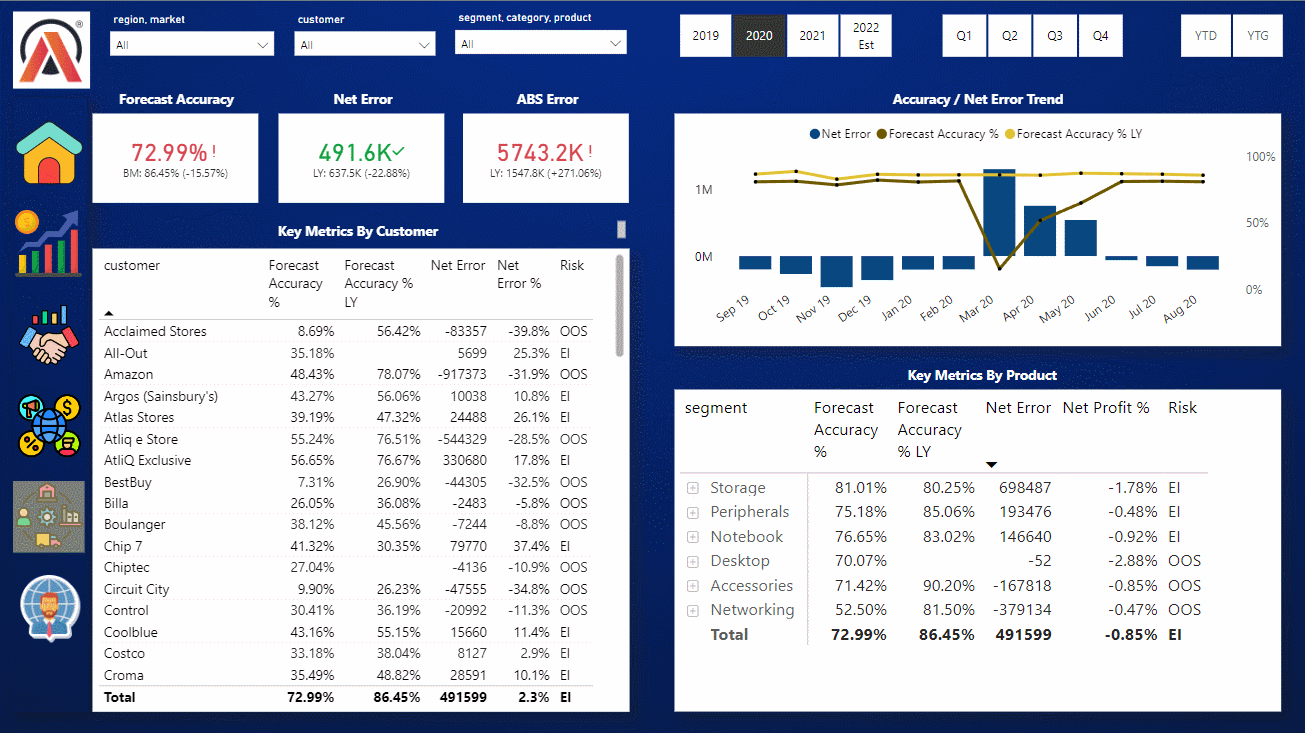 region, market
customer
segment, category, product
All
All
All
2019
2020
2021
2022
Est
Q1
Q2
Q3
Q4
YTD
YTG
®
Forecast Accuracy
Net Error
ABS Error
72.99% !
BM: 86.45% (-15.57%)
491.6K✓
LY: 637.5K (-22.88%)
5743.2K !
LY: 1547.8K (+271.06%)
Accuracy / Net Error Trend
Net Error Forecast Accuracy % Forecast Accuracy % LY
1M
0M
100%
50%
0%
Sep 19
Oct 19
Nov 19
Dec 19
Jan 20
Feb 20
Mar 20
Apr 20
May 20
Jun 20
Jul 20
Aug 20
Key Metrics By Customer
customer Forecast Accuracy % Forecast Accuracy % LY Net Error Net Error % Risk
Acclaimed Stores 8.69% 56.42% -83357 -39.8% OOS
All-Out 35.18% 5699 25.3% EI
Amazon 48.43% 78.07% -917373 -31.9% OOS
Argos (Sainsbury's) 43.27% 56.06% 10038 10.8% EI
Atlas Stores 39.19% 47.32% 24488 26.1% EI
Atliq e Store 55.24% 76.51% -544329 -28.5% OOS
AtliQ Exclusive 56.65% 76.67% 330680 17.8% EI
BestBuy 7.31% 26.90% -44305 -32.5% OOS
Billa 26.05% 36.08% -2483 -5.8% OOS
Boulanger 38.12% 45.56% -7244 -8.8% OOS
Chip 7 41.32% 30.35% 79770 37.4% EI
Chiptec 27.04% -4136 -10.9% OOS
Circuit City 9.90% 26.23% -47555 -34.8% OOS
Control 30.41% 36.19% -20992 -11.3% OOS
Coolblue 43.16% 55.15% 15660 11.4% EI
Costco 33.18% 38.04% 8127 2.9% EI
Croma 35.49% 48.82% 28591 10.1% EI
Total 72.99% 86.45% 491599 2.3% EI
Key Metrics By Product
segment Forecast Accuracy % Forecast Accuracy % LY Net Error Net Profit % Risk
Storage 81.01% 80.25% 698487 -1.78% EI
Peripherals 75.18% 85.06% 193476 -0.48% EI
Notebook 76.65% 83.02% 146640 -0.92% EI
Desktop 70.07% -52 -2.88% OOS
Accessories 71.42% 90.20% -167818 -0.85% OOS
Networking 52.50% 81.50% -379134 -0.47% OOS
Total 72.99% 86.45% 491599 -0.85% EI